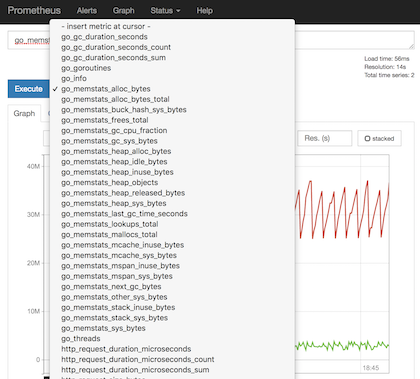 Prometheus Alerts Graph Status Help
- insert metric at cursor -
go_gc_duration_seconds
go_gc_duration_seconds_count
go_gc_duration_seconds_sum
go_goroutines
go_info
go_memstats_alloc_bytes
go_memstats_alloc_bytes_total
go_memstats_buck_hash_sys_bytes
go_memstats_frees_total
go_memstats_gc_cpu_fraction
go_memstats_gc_sys_bytes
go_memstats_heap_alloc_bytes
go_memstats_heap_idle_bytes
go_memstats_heap_inuse_bytes
go_memstats_heap_objects
go_memstats_heap_released_bytes
go_memstats_heap_sys_bytes
go_memstats_last_gc_time_seconds
go_memstats_lookups_total
go_memstats_mallocs_total
go_memstats_mcache_inuse_bytes
go_memstats_mcache_sys_bytes
go_memstats_mspan_inuse_bytes
go_memstats_mspan_sys_bytes
go_memstats_next_gc_bytes
go_memstats_other_sys_bytes
go_memstats_stack_inuse_bytes
go_memstats_stack_sys_bytes
go_memstats_sys_bytes
go_threads
http_request_duration_microseconds
http_request_duration_microseconds_count
http_request_duration_microseconds_sum
Load time: 56ms
Resolution: 14s
Total time series: 2
Execute
Graph
Res. (s)
stacked
40M
30M
20M
10M
0
18:45